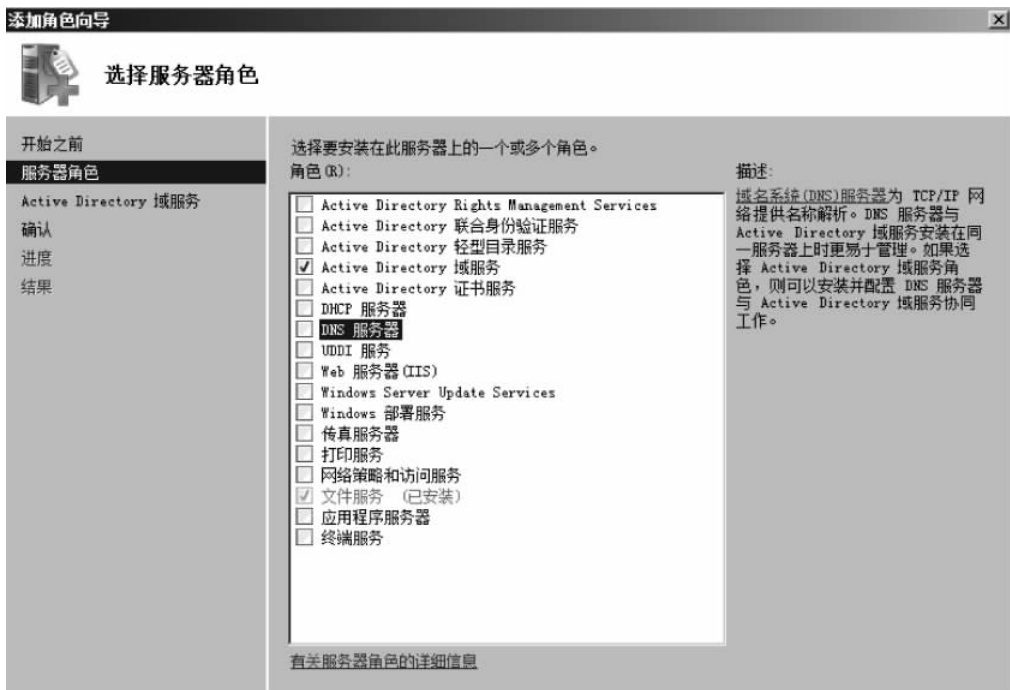 添加角色向导
选择服务器角色
开始之前
服务器角色
Active Directory 域服务
确认
进度
结果
选择要安装在此服务器上的一个或多个角色。
角色(R):
Active Directory Rights Management Services
Active Directory 联合身份验证服务
Active Directory 轻型目录服务
Active Directory 域服务
Active Directory 证书服务
DHCP 服务器
DNS 服务器
UDDI 服务
Web 服务器(IIS)
Windows Server Update Services
Windows 部署服务
传真服务器
打印服务
网络策略和访问服务
文件服务 (已安装)
应用程序服务器
终端服务
有关服务器角色的详细信息
描述:
域名系统(DNS)服务器为 TCP/IP 网
络提供名称解析。DNS 服务器与
Active Directory 域服务安装在同
一服务器上时更易于管理。如果选
择 Active Directory 域服务角
色，则可以安装并配置 DNS 服务器
与 Active Directory 域服务协同
工作。